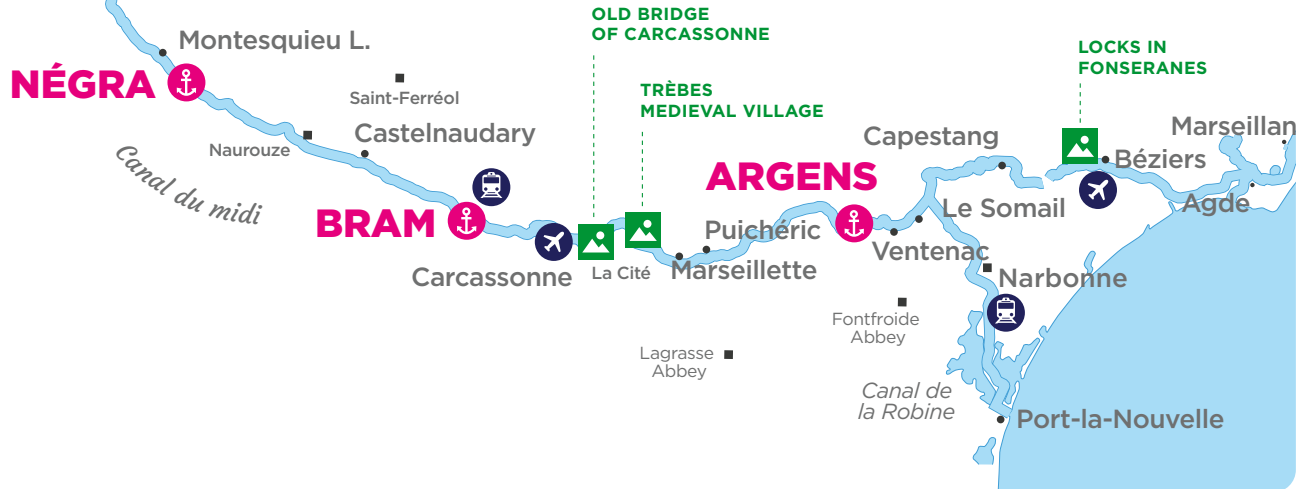 OLD BRIDGE
OF CARCASSONNE
Montesquieu L.
NÉGRA
LOCKS IN
FONSERANES
Saint-Ferréol
TRÈBES
MEDIEVAL VILLAGE
Castelnaudary
Naurouze
Canal du midi
Capestang
Marseillan
Béziers
ARGENS
BRAM
Le Somail
Agde
Puichéric
Ventenac
Carcassonne
La Cité
Marseillette
Narbonne
Fontfroide
Abbey
Lagrasse
Abbey
Canal de
la Robine
Port-la-Nouvelle